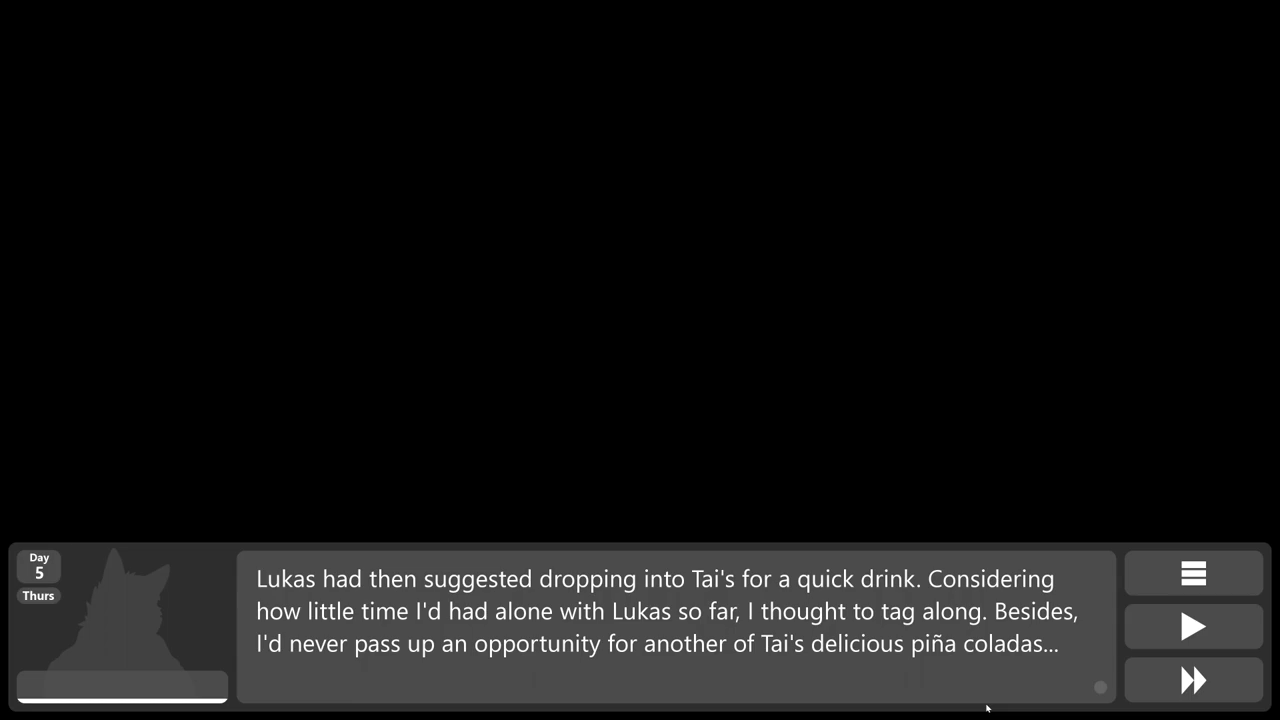 Day
5
Thurs
Lukas had then suggested dropping into Tai's for a quick drink. Considering
how little time I'd had alone with Lukas so far, I thought to tag along. Besides,
I'd never pass up an opportunity for another of Tai's delicious piña coladas...